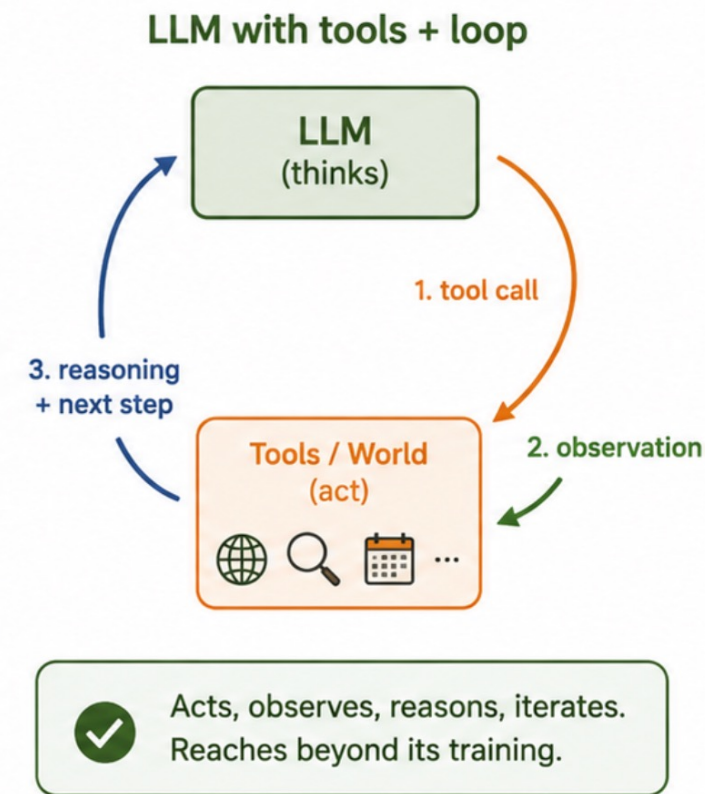 LLM with tools + loop
LLM
(thinks)
1. tool call
3. reasoning
+ next step
Tools / World
(act)
2. observation
...
Acts, observes, reasons, iterates.
Reaches beyond its training.